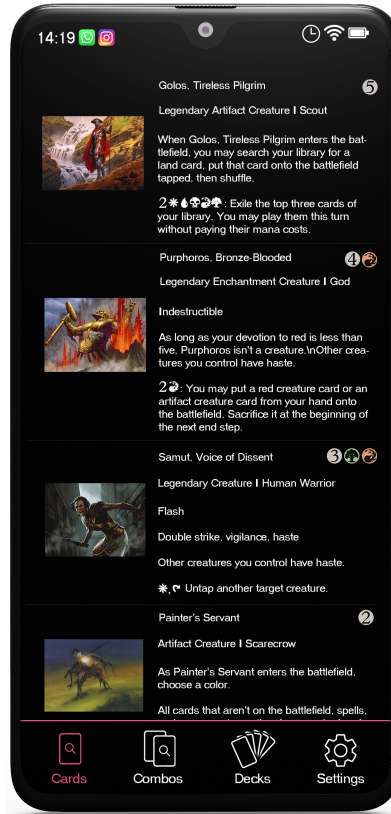 14:19
Golos, Tireless Pilgrim 5
Legendary Artifact Creature I Scout
When Golos, Tireless Pilgrim enters the bat-
tlefield, you may search your library for a
land card, put that card onto the battlefield
tapped, then shuffle.
2: Exile the top three cards of
your library. You may play them this turn
without paying their mana costs.
Purphoros, Bronze-Blooded 4
Legendary Enchantment Creature I God
Indestructible
As long as your devotion to red is less than
five, Purphoros isn't a creature.\nOther crea-
tures you control have haste.
2: You may put a red creature card or an
artifact creature card from your hand onto
the battlefield. Sacrifice it at the beginning of
the next end step.
Samut, Voice of Dissent 3
Legendary Creature I Human Warrior
Flash
Double strike, vigilance, haste
Other creatures you control have haste.
, Untap another target creature.
Painter's Servant 2
Artifact Creature I Scarecrow
As Painter's Servant enters the battlefield,
choose a color.
All cards that aren't on the battlefield, spells,
Cards Combos Decks Settings